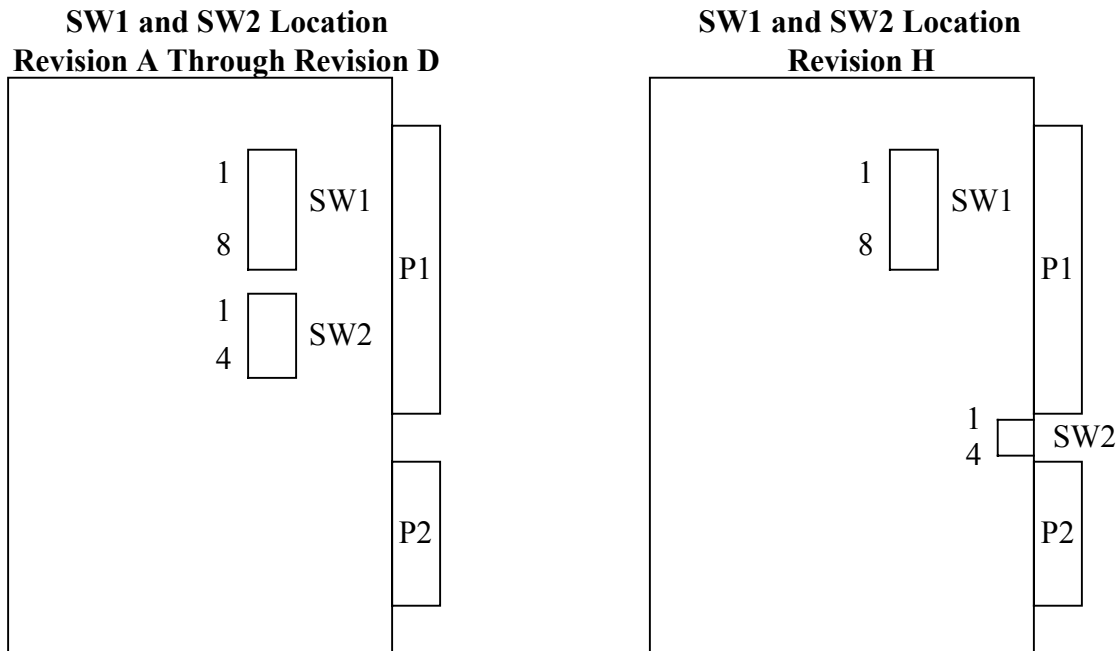 SW1 and SW2 Location
Revision A Through Revision D
1
SW1
8
P1
1
SW2
4
P2
SW1 and SW2 Location
Revision H
1
SW1
8
P1
1
SW2
4
P2